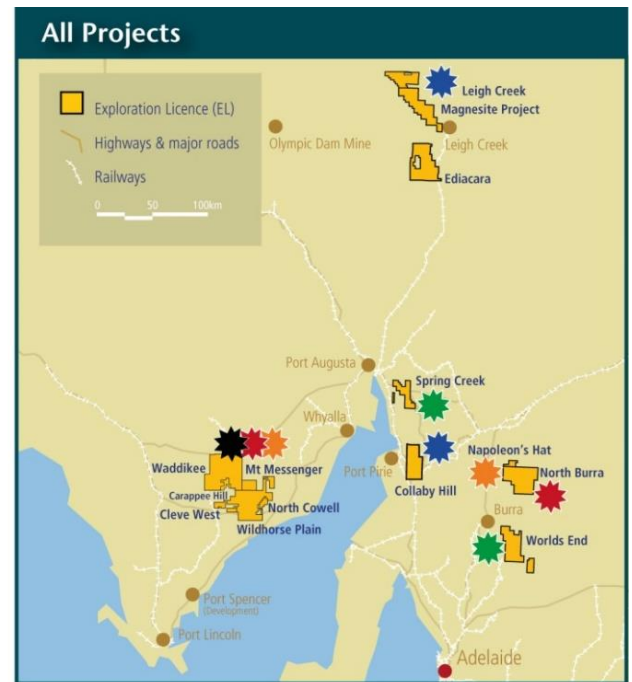 All Projects
Exploration Licence (EL)
Highways & major roads
Railways
0 50 100km
Olympic Dam Mine
Leigh Creek
Magnesite Project
Leigh Creek
Ediacara
Port Augusta
Spring Creek
Whyalla
Port Pirie
Napoleon's Hat
North Burra
Waddikee
Mt Messenger
Carappee Hill
Collaby Hill
Cleve West
North Cowell
Wildhorse Plain
Burra
Worlds End
Port Spencer
(Development)
Port Lincoln
Adelaide